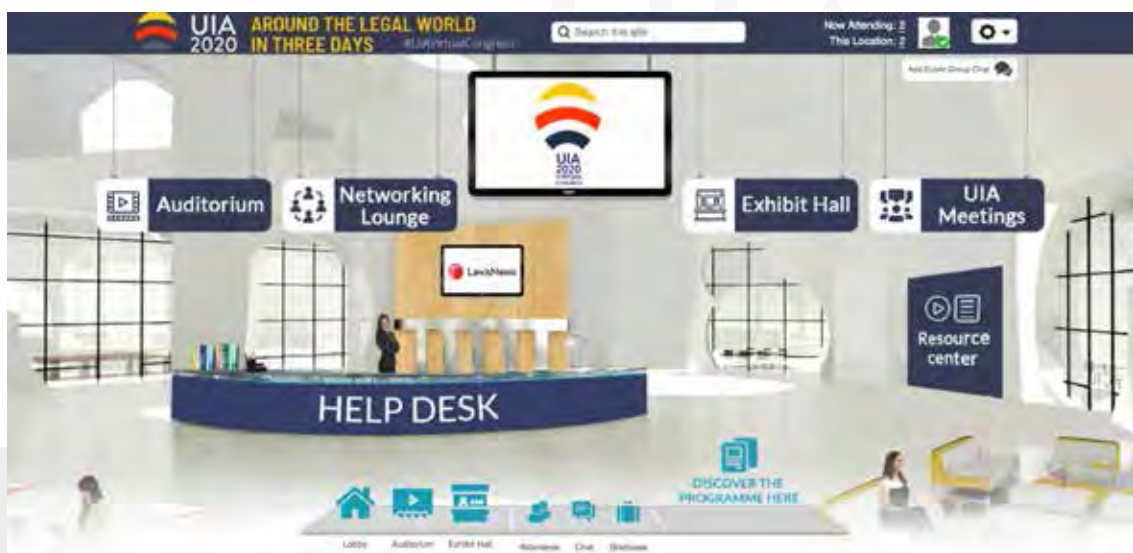 UIA
2020
AROUND THE LEGAL WORLD
IN THREE DAYS
#UIAVirtualCongress
Search this site
Now Attending: 2
This Location: 2
Group Chat
UIA
2020
Auditorium
Networking
Lounge
Exhibit Hall
UIA
Meetings
LexisNexis
Resource
center
HELP DESK
DISCOVER THE
PROGRAMME HERE
Lobby
Auditorium
Exhibit Hall
Attendees
Chat
Briefcase